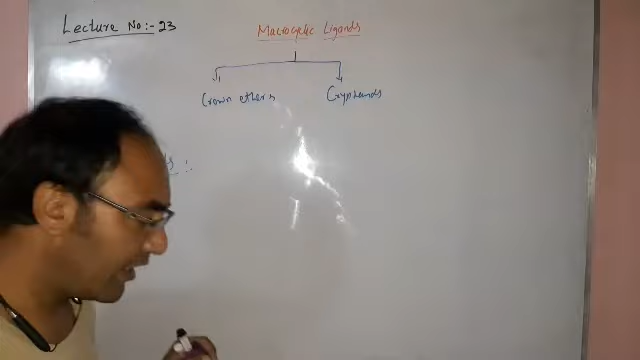 Lecture No:- 23
Macrocyclic Ligands
Crown ethers
Cryptands